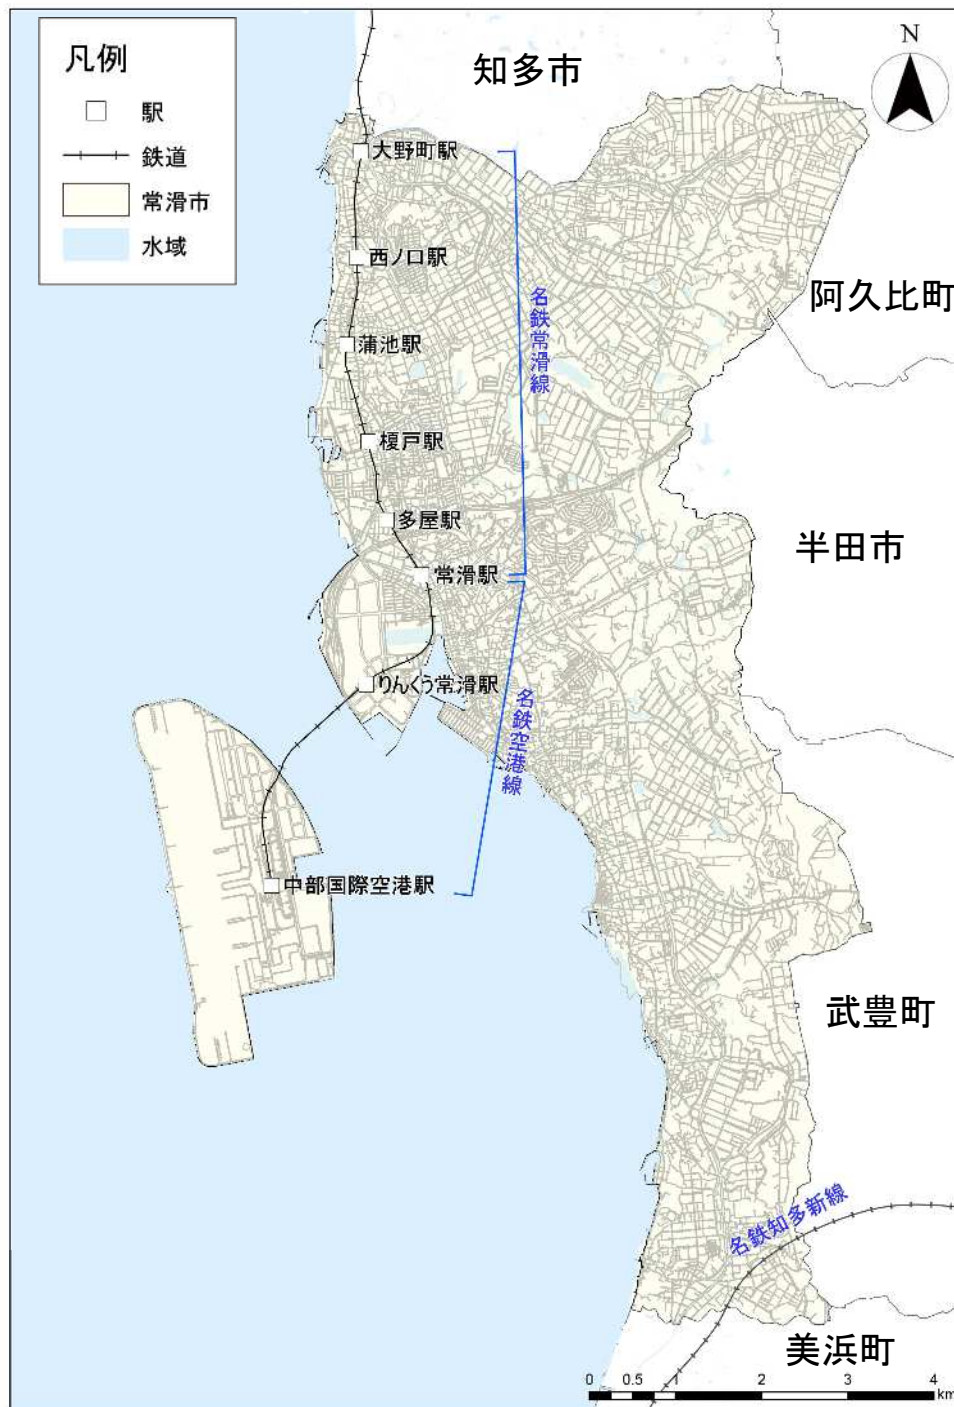 凡例
駅
鉄道
常滑市
水域
N
知多市
大野町駅
西ノ口駅
阿久比町
名鉄常滑線
蒲池駅
榎戸駅
多屋駅
半田市
常滑駅
りんくう常滑駅
名鉄空港線
中部国際空港駅
武豊町
名鉄知多新線
美浜町
0 0.5 1 2 3 4
km